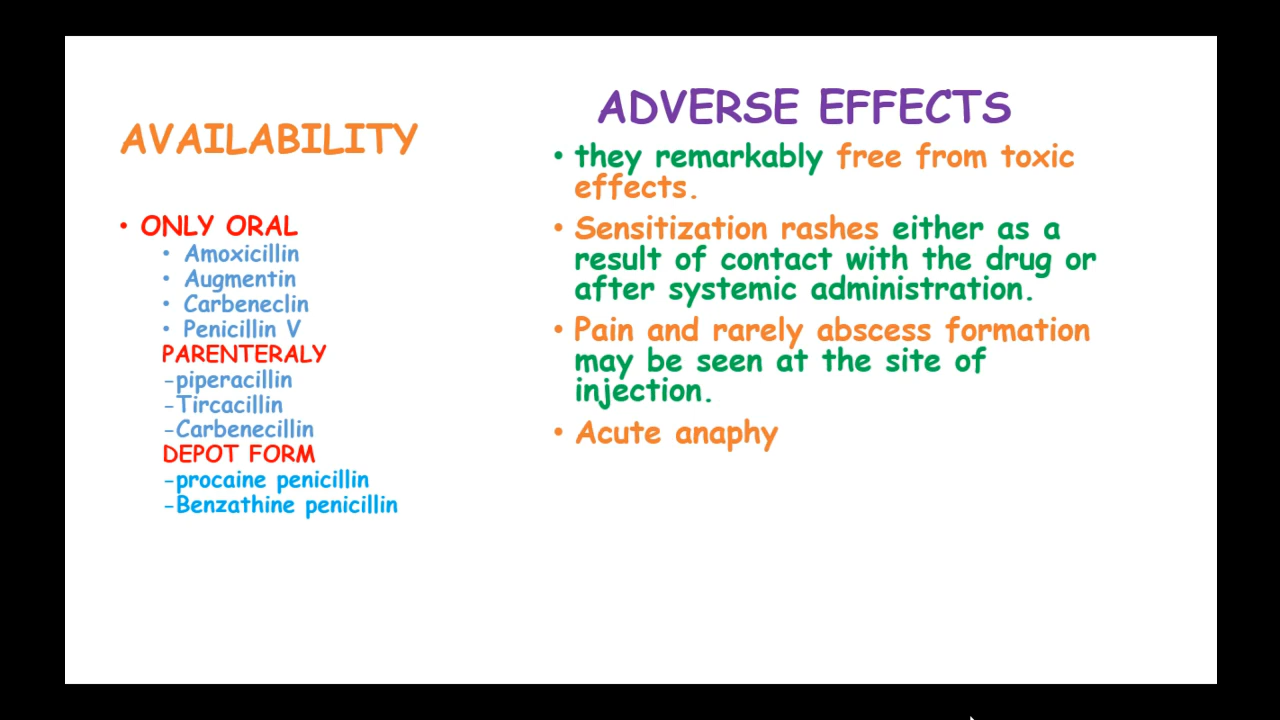 AVAILABILITY
• ONLY ORAL
• Amoxicillin
• Augmentin
• Carbeneclin
• Penicillin V
PARENTERALY
-piperacillin
-Tircacillin
-Carbenecillin
DEPOT FORM
-procaine penicillin
-Benzathine penicillin
ADVERSE EFFECTS
• they remarkably free from toxic
effects.
• Sensitization rashes either as a
result of contact with the drug or
after systemic administration.
• Pain and rarely abscess formation
may be seen at the site of
injection.
• Acute anaphy